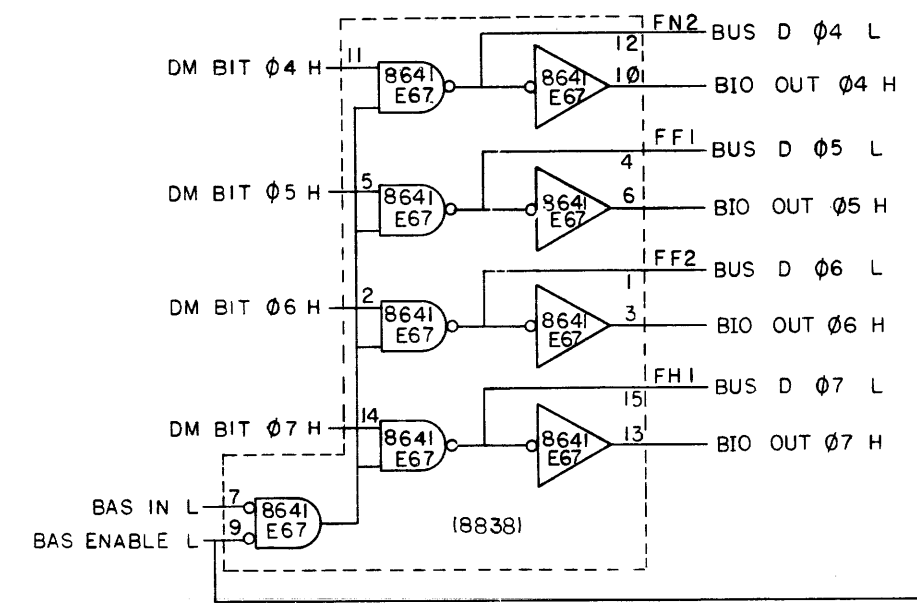 FN2 BUS D Ø4 L
DM BIT Ø4 H 11 12
8641 E67 8641 E67 1Ø BIO OUT Ø4 H
FF1 BUS D Ø5 L
DM BIT Ø5 H 5 4
8641 E67 8641 E67 6 BIO OUT Ø5 H
FF2 BUS D Ø6 L
DM BIT Ø6 H 2 1
8641 E67 8641 E67 3 BIO OUT Ø6 H
FH1 BUS D Ø7 L
DM BIT Ø7 H 14 15
8641 E67 8641 E67 13 BIO OUT Ø7 H
BAS IN L 7
8641 E67 (8838)
BAS ENABLE L 9